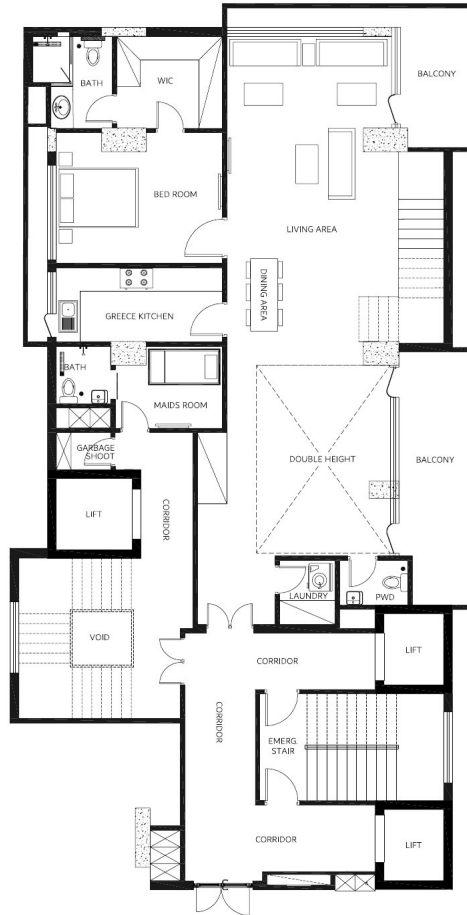 BALCONY
BATH
WIC
BED ROOM
LIVING AREA
DINING AREA
GREECE KITCHEN
BATH
MAIDS ROOM
GARBAGE
SHOOT
DOUBLE HEIGHT
BALCONY
LIFT
CORRIDOR
LAUNDRY
PWD
VOID
CORRIDOR
LIFT
CORRIDOR
EMERG.
STAIR
CORRIDOR
LIFT